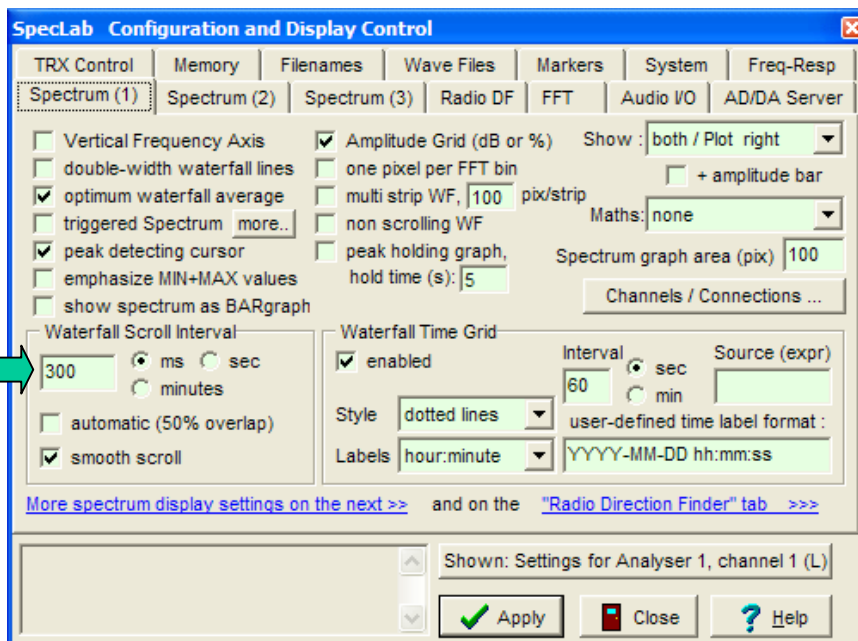 SpecLab Configuration and Display Control
TRX Control Memory Filenames Wave Files Markers System Freq-Resp
Spectrum (1) Spectrum (2) Spectrum (3) Radio DF FFT Audio I/O AD/DA Server
Vertical Frequency Axis
double-width waterfall lines
optimum waterfall average
triggered Spectrum more..
peak detecting cursor
emphasize MIN+MAX values
show spectrum as BARgraph
Amplitude Grid (dB or %)
one pixel per FFT bin
multi strip WF, 100 pix/strip
non scrolling WF
peak holding graph,
hold time (s): 5
Show : both / Plot right
+ amplitude bar
Maths: none
Spectrum graph area (pix) 100
Channels / Connections ...
Waterfall Scroll Interval
300 ms sec
minutes
automatic (50% overlap)
smooth scroll
Waterfall Time Grid
enabled
Interval
60 sec
min
Source (expr)
Style dotted lines
user-defined time label format :
Labels hour:minute YYYY-MM-DD hh:mm:ss
More spectrum display settings on the next >> and on the "Radio Direction Finder" tab >>>
Shown: Settings for Analyser 1, channel 1 (L)
Apply Close Help